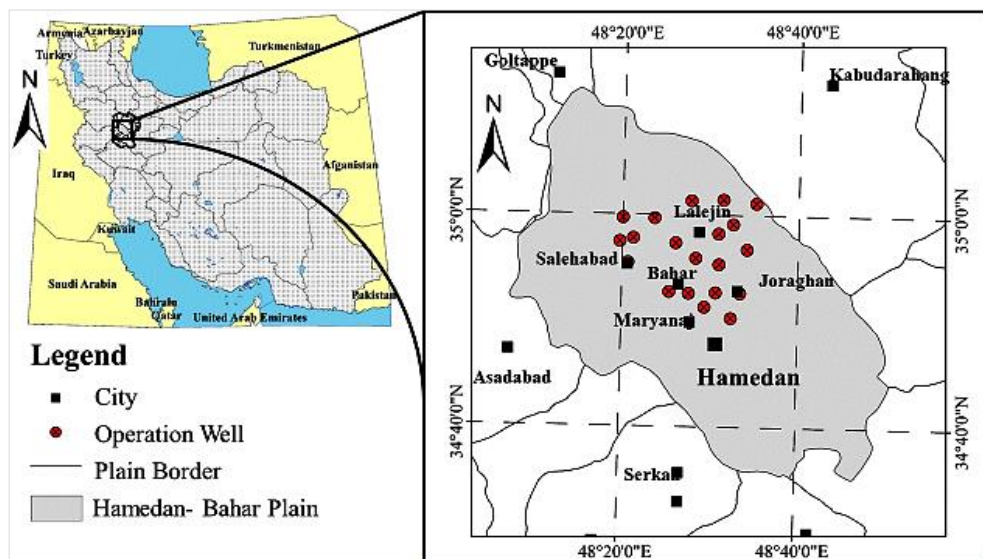 Armenia
Azarbayjan
Turkey
Turkmenistan
N
Iraq
Afganistan
Kuwait
Saudi Arabia
Bahrain
Qatar
United Arab Emirates
Pakistan
Legend
City
Operation Well
Plain Border
Hamedan- Bahar Plain
48°20'0"E
48°40'0"E
Goltappe
Kabudarahang
N
35°0'0"N
35°0'0"N
Lalejin
Salehabad
Bahar
Joraghan
Maryanaj
Asadabad
Hamedan
34°40'0"N
34°40'0"N
Serkan
48°20'0"E
48°40'0"E